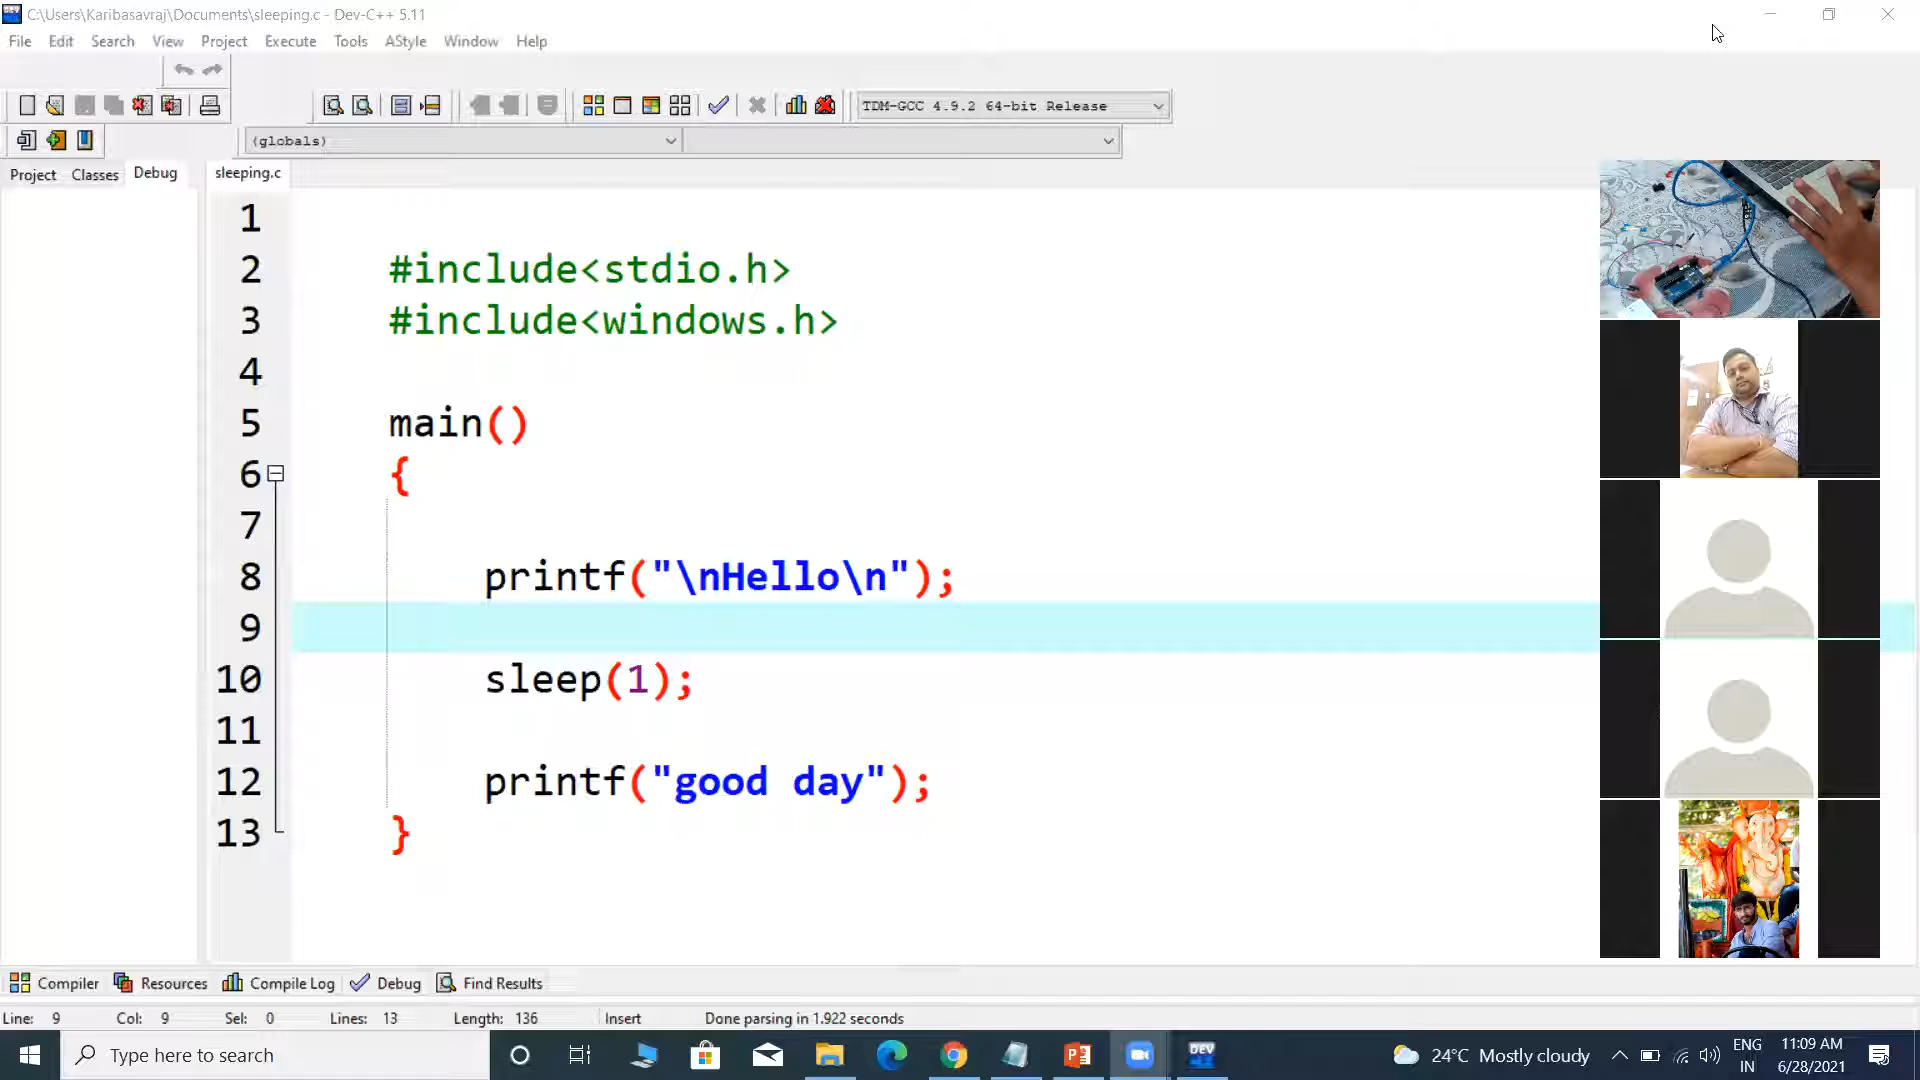 C:\Users\Karibasavraj\Documents\sleeping.c - Dev-C++ 5.11
File Edit Search View Project Execute Tools AStyle Window Help
TDM-GCC 4.9.2 64-bit Release
(globals)
Project Classes Debug sleeping.c
1
2 #include<stdio.h>
3 #include<windows.h>
4
5 main()
6 {
7
8 printf("\nHello\n");
9
10 sleep(1);
11
12 printf("good day");
13 }
Compiler Resources Compile Log Debug Find Results
Line: 9 Col: 9 Sel: 0 Lines: 13 Length: 136 Insert Done parsing in 1.922 seconds
Type here to search
DEV
24°C Mostly cloudy
ENG
IN
11:09 AM
6/28/2021